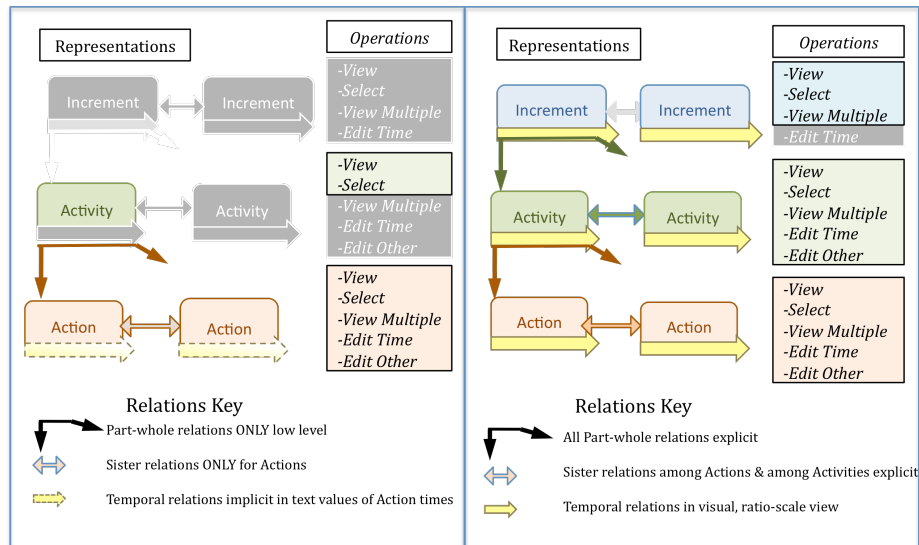 Representations
Operations
-View
-Select
-View Multiple
-Edit Time
Increment
Increment
-View
-Select
-View Multiple
-Edit Time
-Edit Other
Activity
Activity
-View
-Select
-View Multiple
-Edit Time
-Edit Other
Action
Action
Relations Key
Part-whole relations ONLY low level
Sister relations ONLY for Actions
Temporal relations implicit in text values of Action times
Representations
Operations
-View
-Select
-View Multiple
-Edit Time
Increment
Increment
-View
-Select
-View Multiple
-Edit Time
-Edit Other
Activity
Activity
-View
-Select
-View Multiple
-Edit Time
-Edit Other
Action
Action
Relations Key
All Part-whole relations explicit
Sister relations among Actions & among Activities explicit
Temporal relations in visual, ratio-scale view